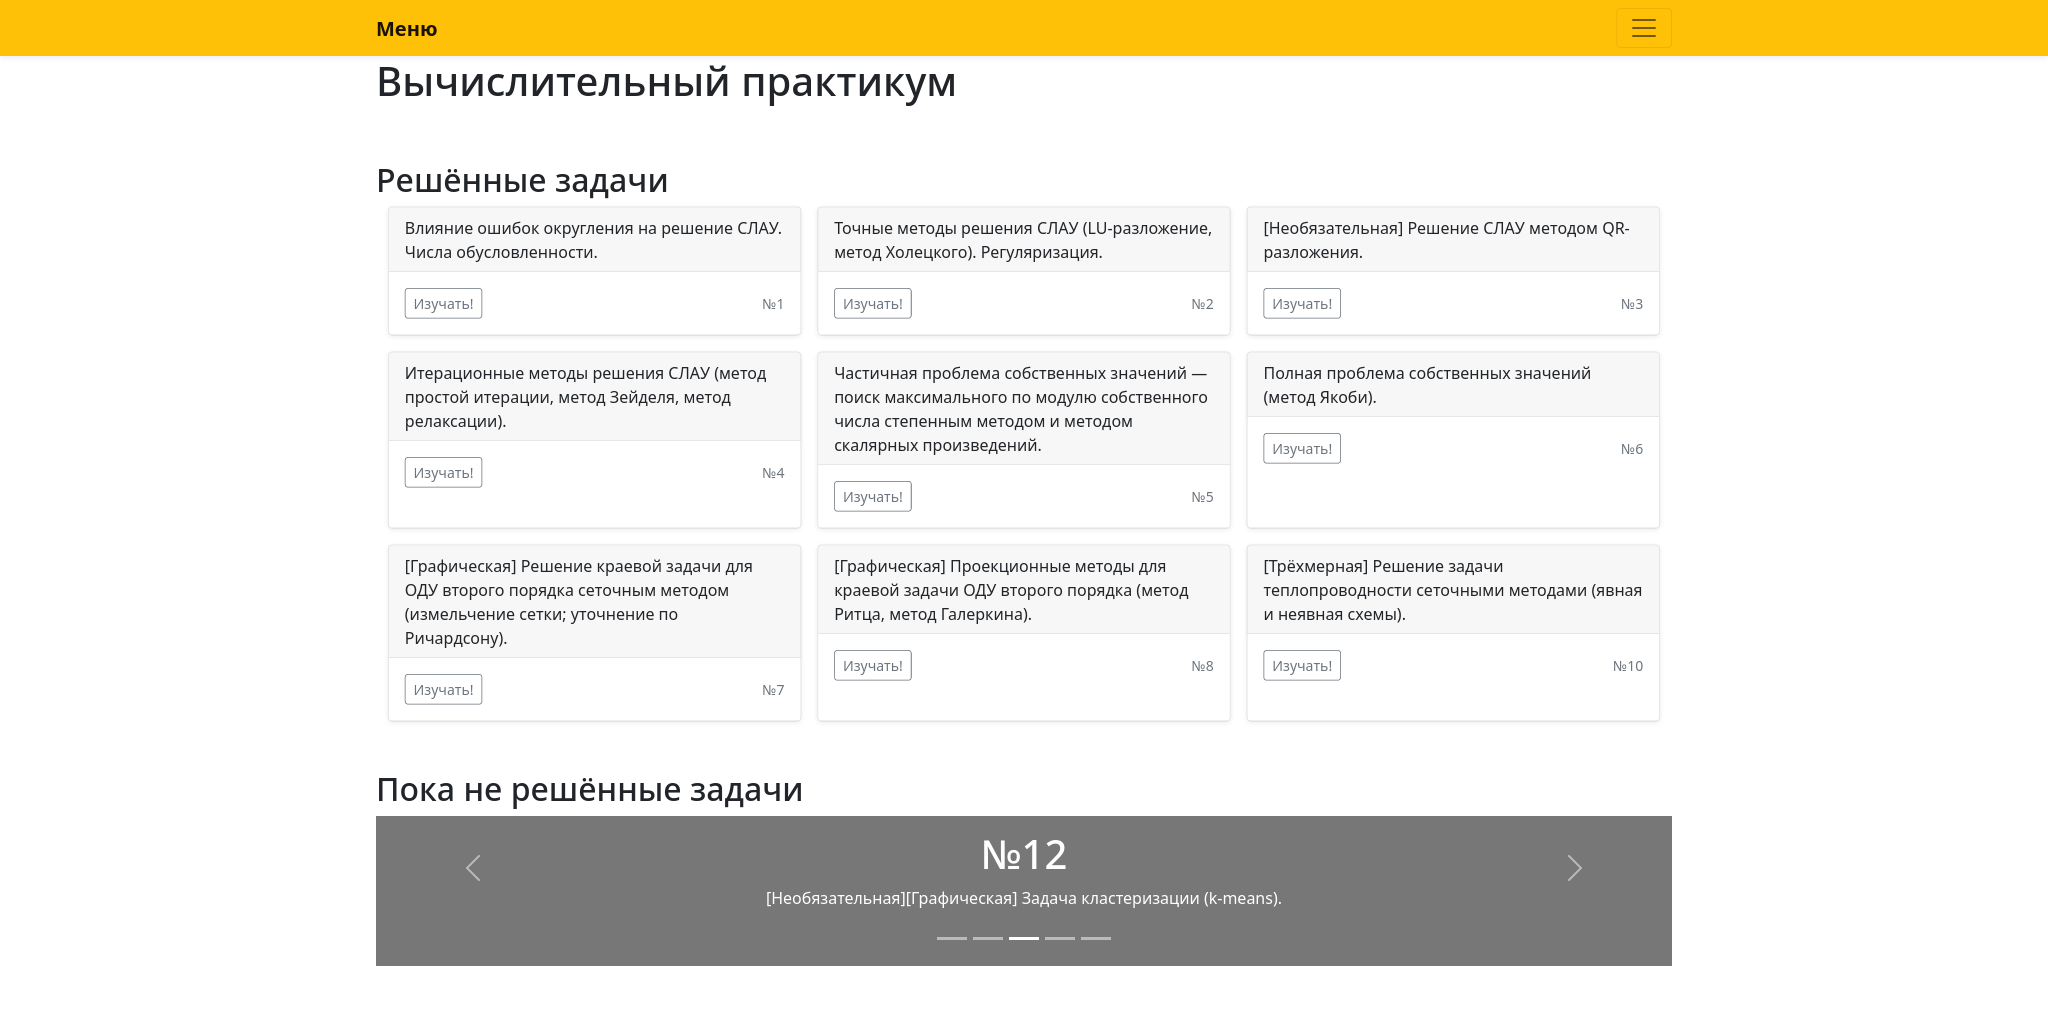 Меню
Вычислительный практикум
Решённые задачи
Влияние ошибок округления на решение СЛАУ.
Числа обусловленности.
Изучать!
№1
Точные методы решения СЛАУ (LU-разложение,
метод Холецкого). Регуляризация.
Изучать!
№2
[Необязательная] Решение СЛАУ методом QR-
разложения.
Изучать!
№3
Итерационные методы решения СЛАУ (метод
простой итерации, метод Зейделя, метод
релаксации).
Изучать!
№4
Частичная проблема собственных значений —
поиск максимального по модулю собственного
числа степенным методом и методом
скалярных произведений.
Изучать!
№5
Полная проблема собственных значений
(метод Якоби).
Изучать!
№6
[Графическая] Решение краевой задачи для
ОДУ второго порядка сеточным методом
(измельчение сетки; уточнение по
Ричардсону).
Изучать!
№7
[Графическая] Проекционные методы для
краевой задачи ОДУ второго порядка (метод
Ритца, метод Галеркина).
Изучать!
№8
[Трёхмерная] Решение задачи
теплопроводности сеточными методами (явная
и неявная схемы).
Изучать!
№10
Пока не решённые задачи
№12
[Необязательная][Графическая] Задача кластеризации (k-means).